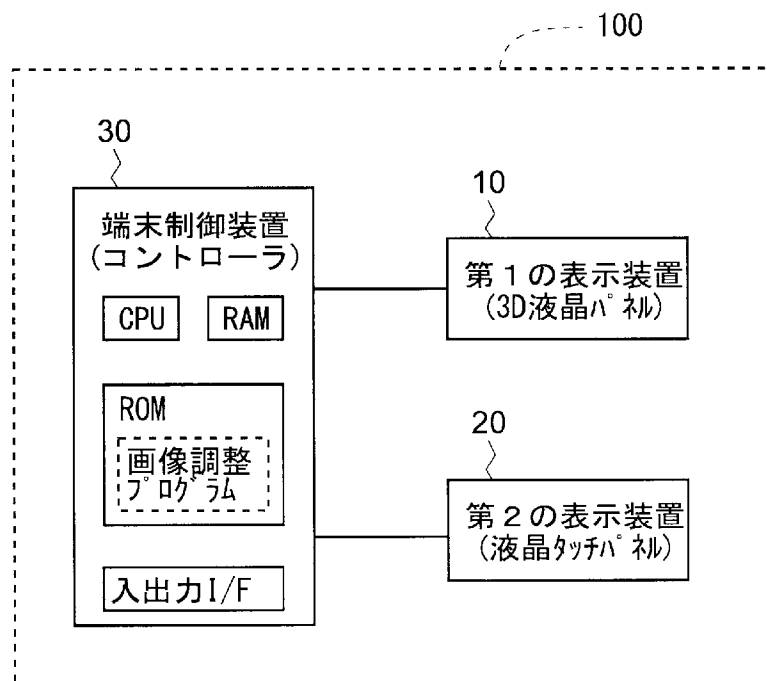 100
30
端末制御装置
(コントローラ)
CPU
RAM
ROM
画像調整
プログラム
入出力I/F
10
第1の表示装置
(3D液晶パネル)
20
第2の表示装置
(液晶タッチパネル)